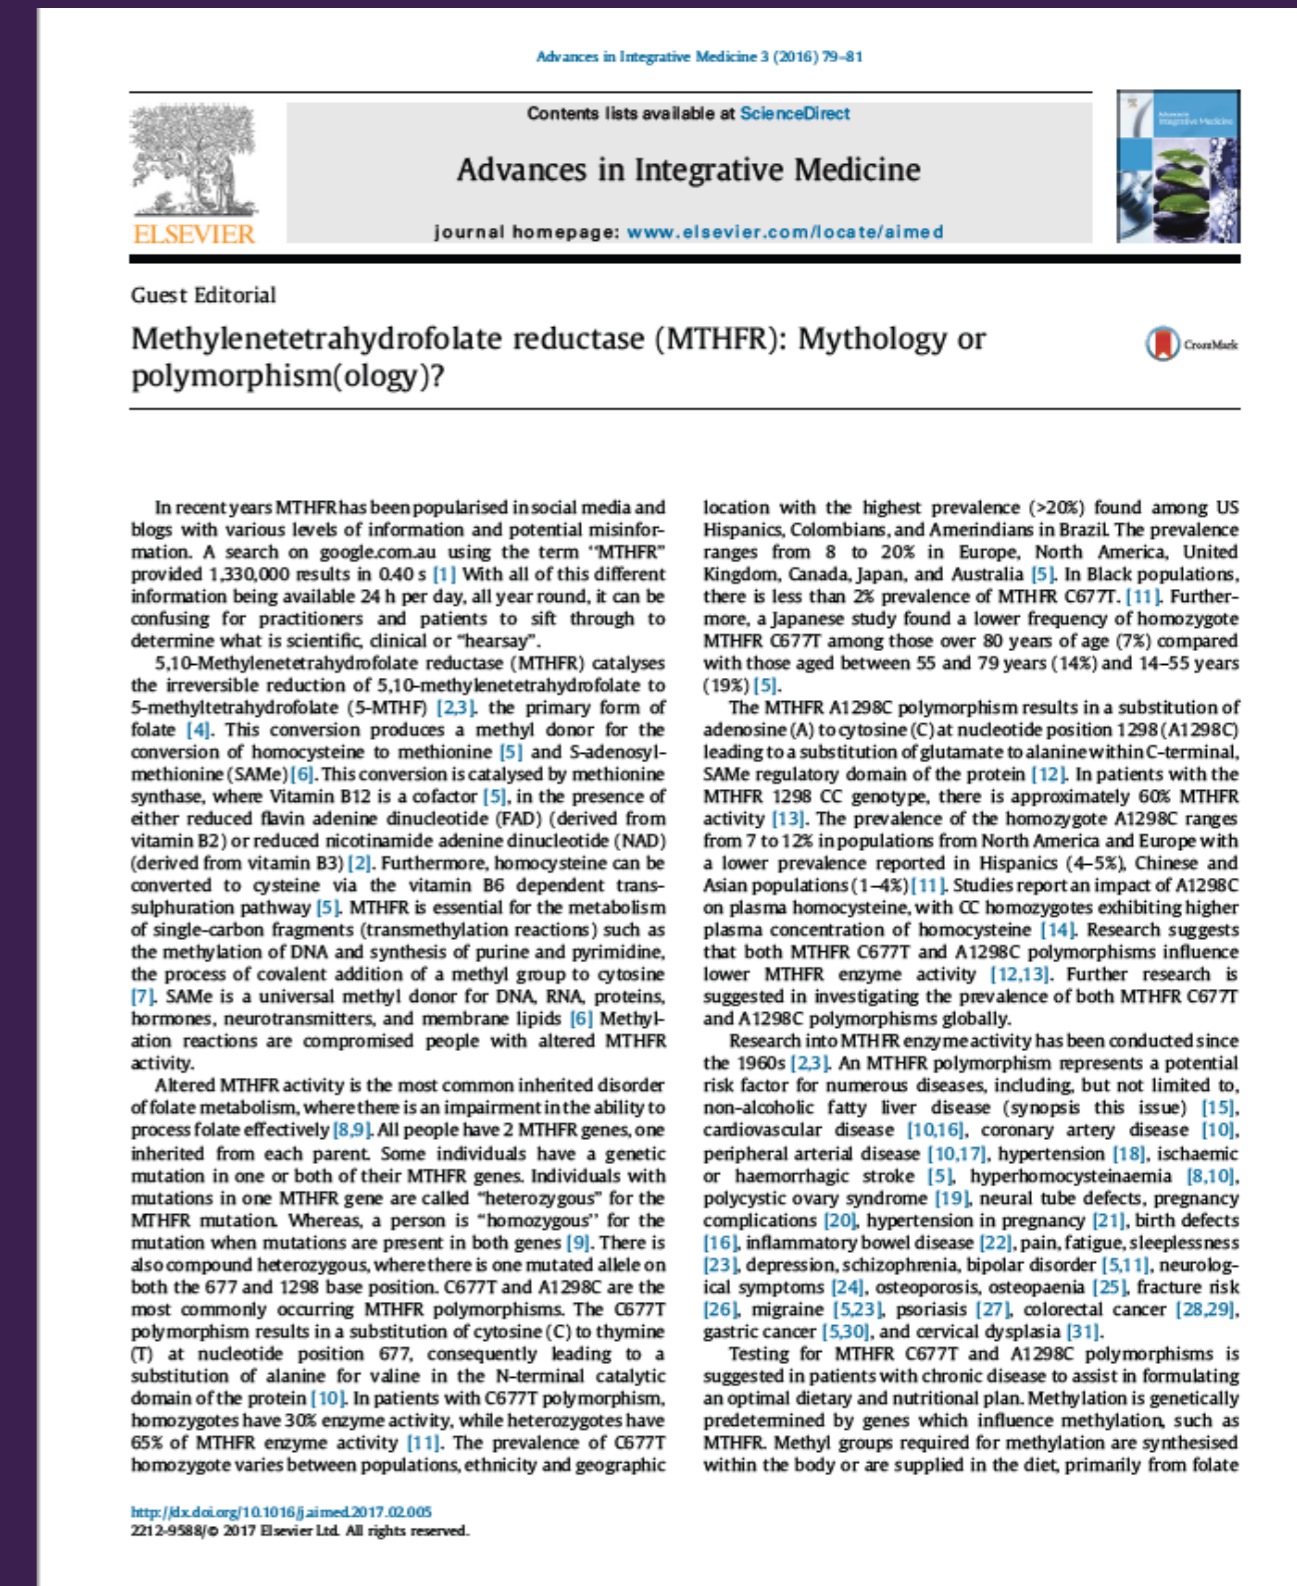 Advances in Integrative Medicine 3 (2016) 79–81
Contents lists available at ScienceDirect
Advances in Integrative Medicine
journal homepage: www.elsevier.com/locate/aimed
ELSEVIER
Advances in
Integrative Medicine
Guest Editorial
Methylenetetrahydrofolate reductase (MTHFR): Mythology or
polymorphism(ology)?
CrossMark
In recent years MTHFR has been popularised in social media and
blogs with various levels of information and potential misinfor-
mation. A search on google.com.au using the term "MTHFR"
provided 1,330,000 results in 0.40 s [1] With all of this different
information being available 24 h per day, all year round, it can be
confusing for practitioners and patients to sift through to
determine what is scientific, clinical or "hearsay".
5,10-Methylenetetrahydrofolate reductase (MTHFR) catalyses
the irreversible reduction of 5,10-methylenetetrahydrofolate to
5-methyltetrahydrofolate (5-MTHF) [2,3]. the primary form of
folate [4]. This conversion produces a methyl donor for the
conversion of homocysteine to methionine [5] and S-adenosyl-
methionine (SAMe) [6]. This conversion is catalysed by methionine
synthase, where Vitamin B12 is a cofactor [5], in the presence of
either reduced flavin adenine dinucleotide (FAD) (derived from
vitamin B2) or reduced nicotinamide adenine dinucleotide (NAD)
(derived from vitamin B3) [2]. Furthermore, homocysteine can be
converted to cysteine via the vitamin B6 dependent trans-
sulphuration pathway [5]. MTHFR is essential for the metabolism
of single-carbon fragments (transmethylation reactions) such as
the methylation of DNA and synthesis of purine and pyrimidine,
the process of covalent addition of a methyl group to cytosine
[7]. SAMe is a universal methyl donor for DNA, RNA, proteins,
hormones, neurotransmitters, and membrane lipids [6] Methyl-
ation reactions are compromised people with altered MTHFR
activity.
Altered MTHFR activity is the most common inherited disorder
of folate metabolism, where there is an impairment in the ability to
process folate effectively [8,9]. All people have 2 MTHFR genes, one
inherited from each parent. Some individuals have a genetic
mutation in one or both of their MTHFR genes. Individuals with
mutations in one MTHFR gene are called "heterozygous" for the
MTHFR mutation. Whereas, a person is "homozygous" for the
mutation when mutations are present in both genes [9]. There is
also compound heterozygous, where there is one mutated allele on
both the 677 and 1298 base position. C677T and A1298C are the
most commonly occurring MTHFR polymorphisms. The C677T
polymorphism results in a substitution of cytosine (C) to thymine
(T) at nucleotide position 677, consequently leading to a
substitution of alanine for valine in the N-terminal catalytic
domain of the protein [10]. In patients with C677T polymorphism,
homozygotes have 30% enzyme activity, while heterozygotes have
65% of MTHFR enzyme activity [11]. The prevalence of C677T
homozygote varies between populations, ethnicity and geographic
location with the highest prevalence (>20%) found among US
Hispanics, Colombians, and Amerindians in Brazil. The prevalence
ranges from 8 to 20% in Europe, North America, United
Kingdom, Canada, Japan, and Australia [5]. In Black populations,
there is less than 2% prevalence of MTHFR C677T. [11]. Further-
more, a Japanese study found a lower frequency of homozygote
MTHFR C677T among those over 80 years of age (7%) compared
with those aged between 55 and 79 years (14%) and 14–55 years
(19%) [5].
The MTHFR A1298C polymorphism results in a substitution of
adenosine (A) to cytosine (C) at nucleotide position 1298 (A1298C)
leading to a substitution of glutamate to alanine within C-terminal,
SAMe regulatory domain of the protein [12]. In patients with the
MTHFR 1298 CC genotype, there is approximately 60% MTHFR
activity [13]. The prevalence of the homozygote A1298C ranges
from 7 to 12% in populations from North America and Europe with
a lower prevalence reported in Hispanics (4–5%), Chinese and
Asian populations (1–4%) [11]. Studies report an impact of A1298C
on plasma homocysteine, with CC homozygotes exhibiting higher
plasma concentration of homocysteine [14]. Research suggests
that both MTHFR C677T and A1298C polymorphisms influence
lower MTHFR enzyme activity [12,13]. Further research is
suggested in investigating the prevalence of both MTHFR C677T
and A1298C polymorphisms globally.
Research into MTHFR enzyme activity has been conducted since
the 1960s [2,3]. An MTHFR polymorphism represents a potential
risk factor for numerous diseases, including, but not limited to,
non-alcoholic fatty liver disease (synopsis this issue) [15],
cardiovascular disease [10,16], coronary artery disease [10],
peripheral arterial disease [10,17], hypertension [18], ischaemic
or haemorrhagic stroke [5], hyperhomocysteinaemia [8,10],
polycystic ovary syndrome [19], neural tube defects, pregnancy
complications [20], hypertension in pregnancy [21], birth defects
[16], inflammatory bowel disease [22], pain, fatigue, sleeplessness
[23], depression, schizophrenia, bipolar disorder [5,11], neurolog-
ical symptoms [24], osteoporosis, osteopaenia [25], fracture risk
[26], migraine [5,23], psoriasis [27], colorectal cancer [28,29],
gastric cancer [5,30], and cervical dysplasia [31].
Testing for MTHFR C677T and A1298C polymorphisms is
suggested in patients with chronic disease to assist in formulating
an optimal dietary and nutritional plan. Methylation is genetically
predetermined by genes which influence methylation, such as
MTHFR. Methyl groups required for methylation are synthesised
within the body or are supplied in the diet, primarily from folate
http://dx.doi.org/10.1016/j.aimed.2017.02.005
2212-9588/© 2017 Elsevier Ltd. All rights reserved.